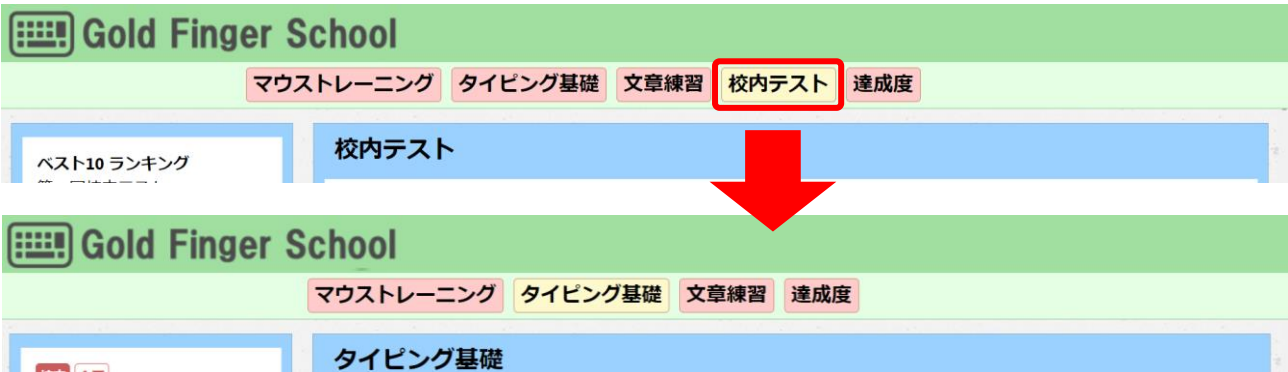 Gold Finger School
マウストレーニング タイピング基礎 文章練習 校内テスト 達成度
ベスト10 ランキング
校内テスト
Gold Finger School
マウストレーニング タイピング基礎 文章練習 達成度
タイピング基礎